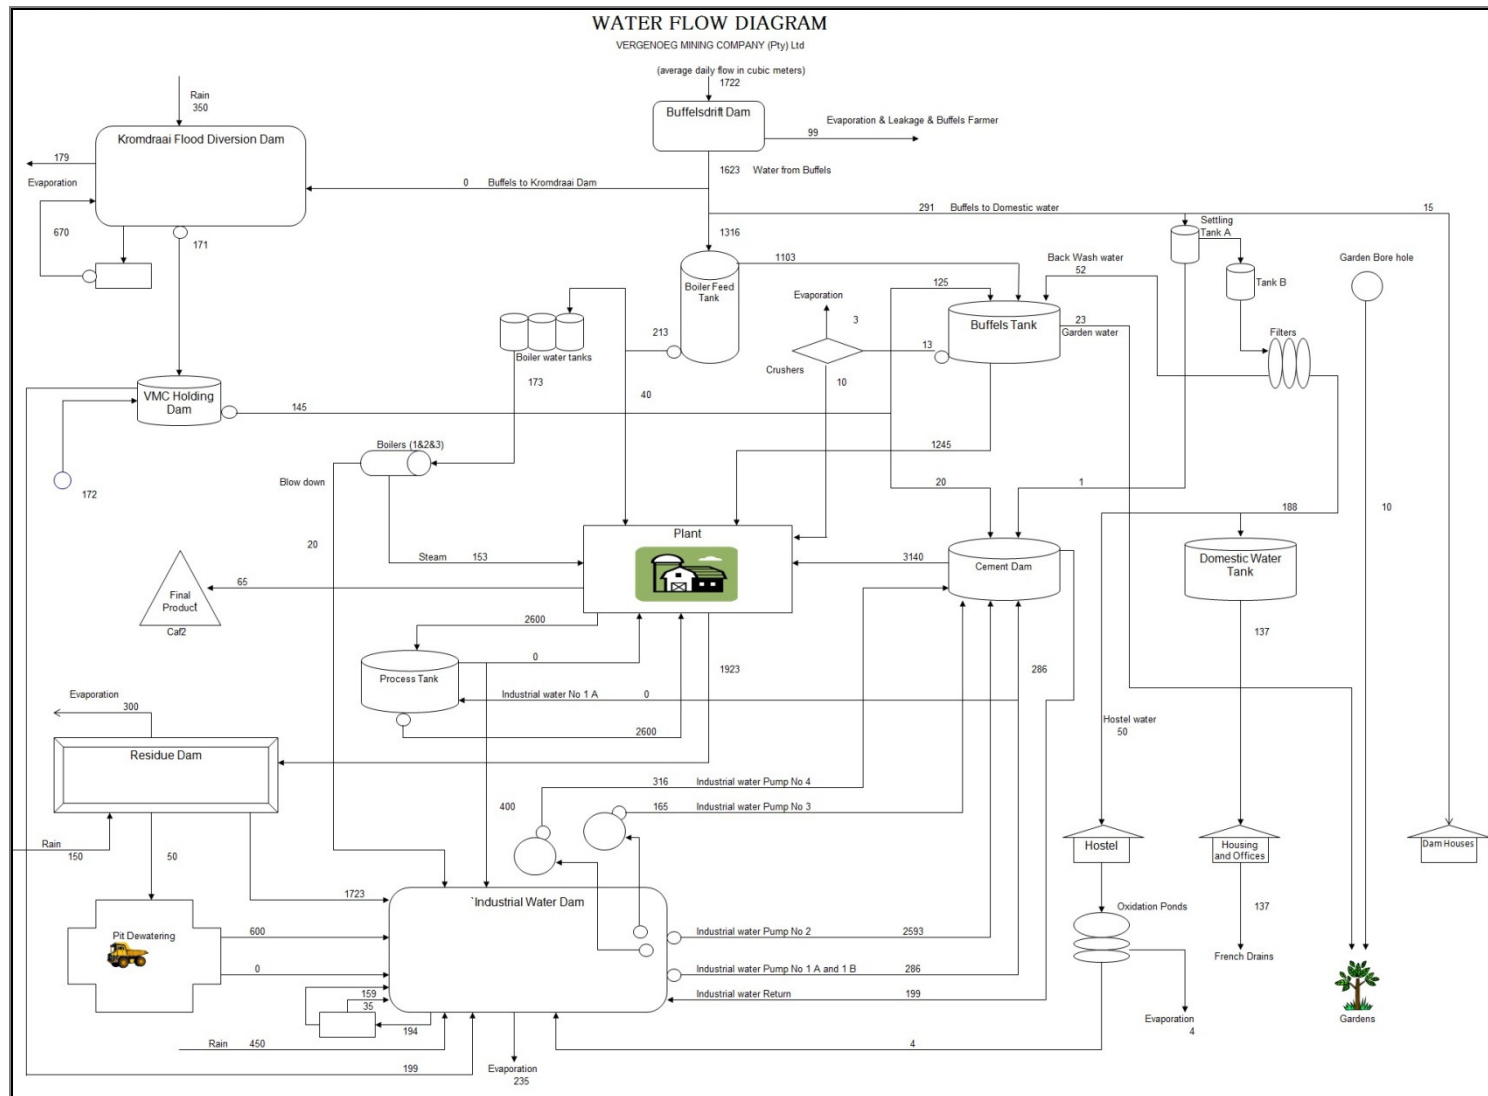 WATER FLOW DIAGRAM
VERGENOEG MINING COMPANY (Pty) Ltd
(average daily flow in cubic meters)
1722
Rain
350
Buffelsdrift Dam
Evaporation & Leakage & Buffels Farmer
99
Kromdraai Flood Diversion Dam
179
Evaporation
1623 Water from Buffels
0 Buffels to Kromdraai Dam
291 Buffels to Domestic water
15
670
171
1316
Settling
Tank A
1103
Back Wash water
52
Garden Bore hole
Boiler Feed
Tank
125
Tank B
Evaporation
3
Buffels Tank
23
Garden water
Filters
213
13
Boiler water tanks
Crushers
173
10
40
VMC Holding
Dam
145
172
Boilers (1&2&3)
1245
Blow down
20
1
188
10
20
Plant
Steam 153
3140
Cement Dam
Domestic Water
Tank
65
Final
Product
Caf2
2600
0
137
1923
286
Process Tank
Industrial water No 1 A 0
Evaporation
300
2600
Hostel water
50
Residue Dam
316 Industrial water Pump No 4
400
165 Industrial water Pump No 3
Rain
150
50
Hostel
Housing
and Offices
Dam Houses
1723
`Industrial Water Dam
Oxidation Ponds
137
Pit Dewatering
600
Industrial water Pump No 2 2593
French Drains
0
Industrial water Pump No 1 A and 1 B 286
159
35
Industrial water Return 199
194
Evaporation
4
Gardens
Rain 450
4
199
Evaporation
235